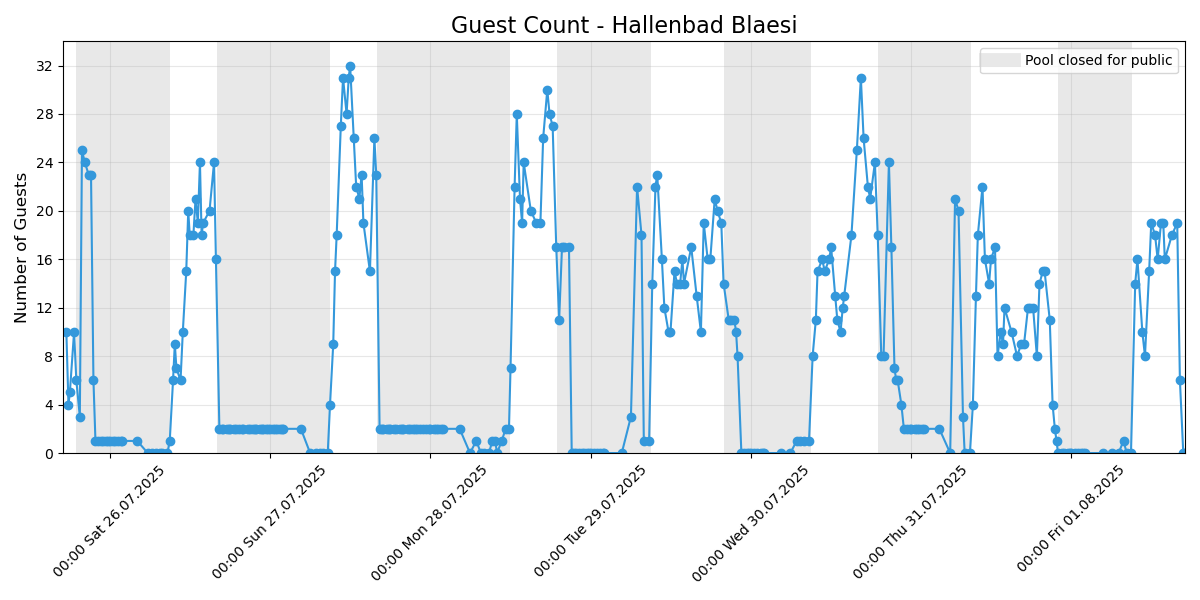 Guest Count - Hallenbad Blaesi
Pool closed for public
Number of Guests
32
28
24
20
16
12
8
4
0
00:00 Sat 26.07.2025
00:00 Sun 27.07.2025
00:00 Mon 28.07.2025
00:00 Tue 29.07.2025
00:00 Wed 30.07.2025
00:00 Thu 31.07.2025
00:00 Fri 01.08.2025